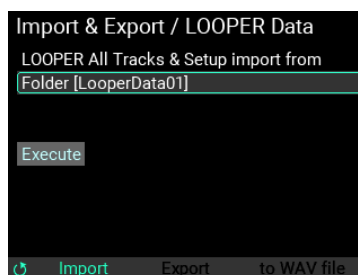 Import & Export / LOOPER Data
LOOPER All Tracks & Setup import from
Folder [LooperData01]
Execute
Import Export to WAV file